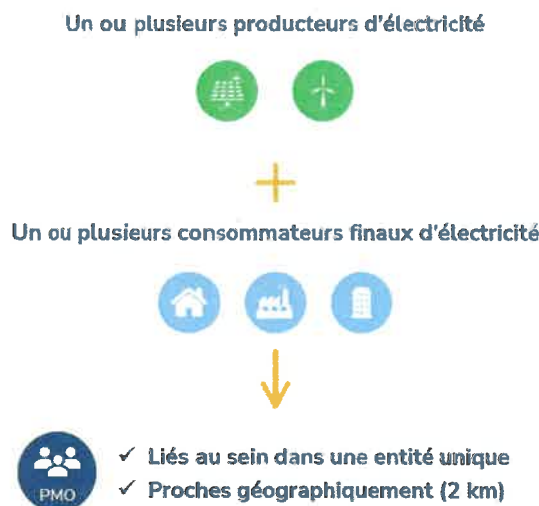 Un ou plusieurs producteurs d'électricité
+
Un ou plusieurs consommateurs finaux d'électricité
✓ Liés au sein dans une entité unique
PMO
✓ Proches géographiquement (2 km)